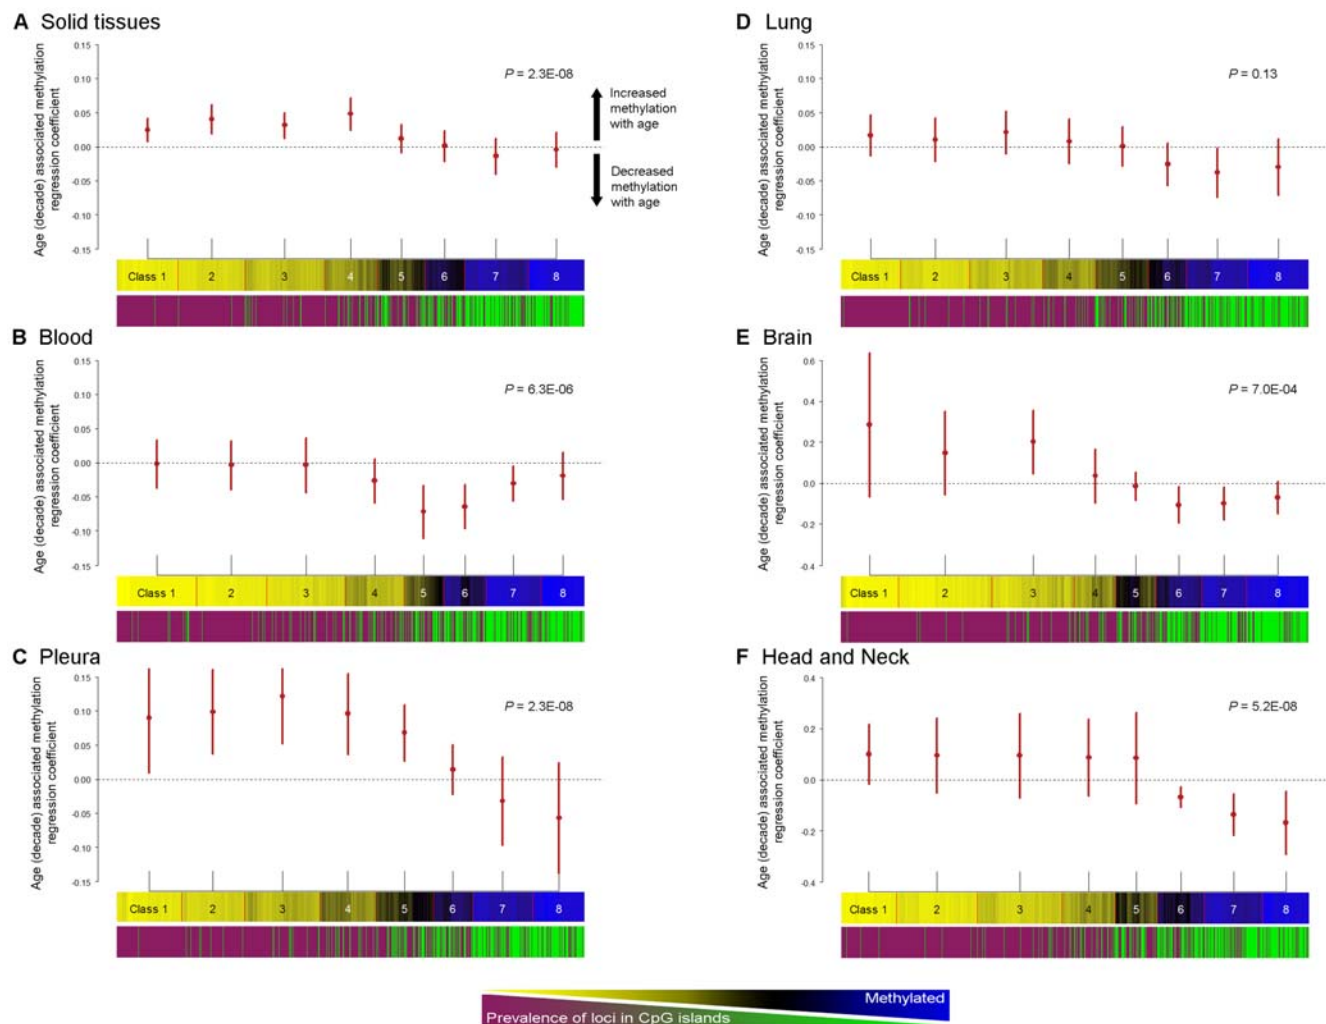 A Solid tissues
Age (decade) associated methylation
regression coefficient
0.15
0.10
0.05
0.00
-0.05
-0.10
-0.15
P = 2.3E-08
Increased
methylation
with age
Decreased
methylation
with age
Class 1 2 3 4 5 6 7 8
B Blood
Age (decade) associated methylation
regression coefficient
0.15
0.10
0.05
0.00
-0.05
-0.10
-0.15
P = 6.3E-06
Class 1 2 3 4 5 6 7 8
C Pleura
Age (decade) associated methylation
regression coefficient
0.15
0.10
0.05
0.00
-0.05
-0.10
-0.15
P = 2.3E-08
Class 1 2 3 4 5 6 7 8
D Lung
Age (decade) associated methylation
regression coefficient
0.15
0.10
0.05
0.00
-0.05
-0.10
-0.15
P = 0.13
Class 1 2 3 4 5 6 7 8
E Brain
Age (decade) associated methylation
regression coefficient
0.6
0.4
0.2
0.0
-0.2
-0.4
P = 7.0E-04
Class 1 2 3 4 5 6 7 8
F Head and Neck
Age (decade) associated methylation
regression coefficient
0.4
0.2
0.0
-0.2
-0.4
P = 5.2E-08
Class 1 2 3 4 5 6 7 8
Methylated
Prevalence of loci in CpG islands